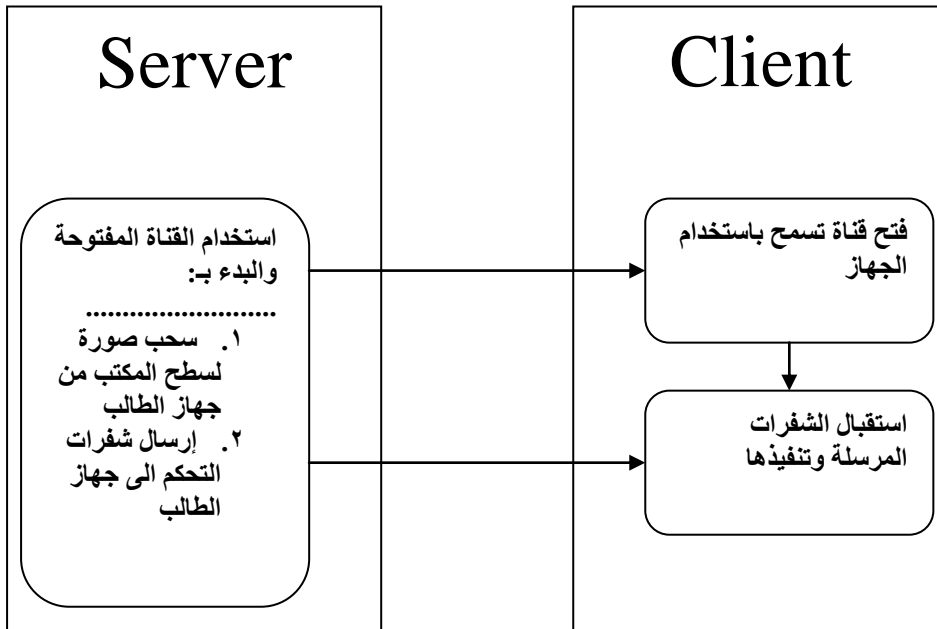 Server
استخدام القناة المفتوحة
والبدء بـ:
..........................
١. سحب صورة
لسطح المكتب من
جهاز الطالب
٢. إرسال شفرات
التحكم الى جهاز
الطالب
Client
فتح قناة تسمح باستخدام
الجهاز
استقبال الشفرات
المرسلة وتنفيذها